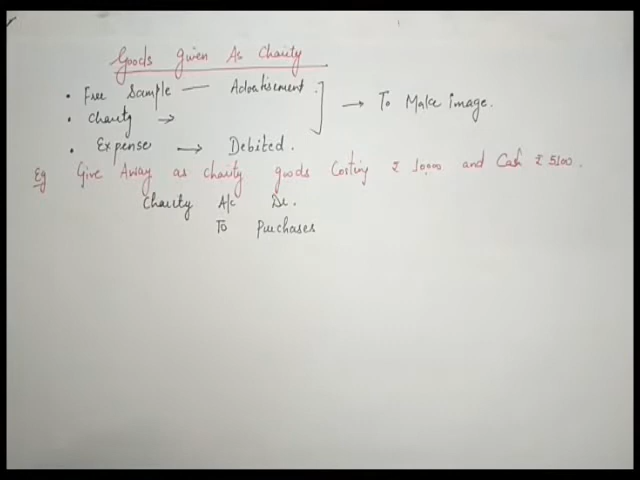 Goods Given As Charity
• Free Sample — Advertisement
• Charity →
→ To Make image.
• Expense → Debited.
Eg Give Away as charity goods Costing ₹ 10,000 and Cash ₹ 5100.
Charity A/c Dr.
To Purchases